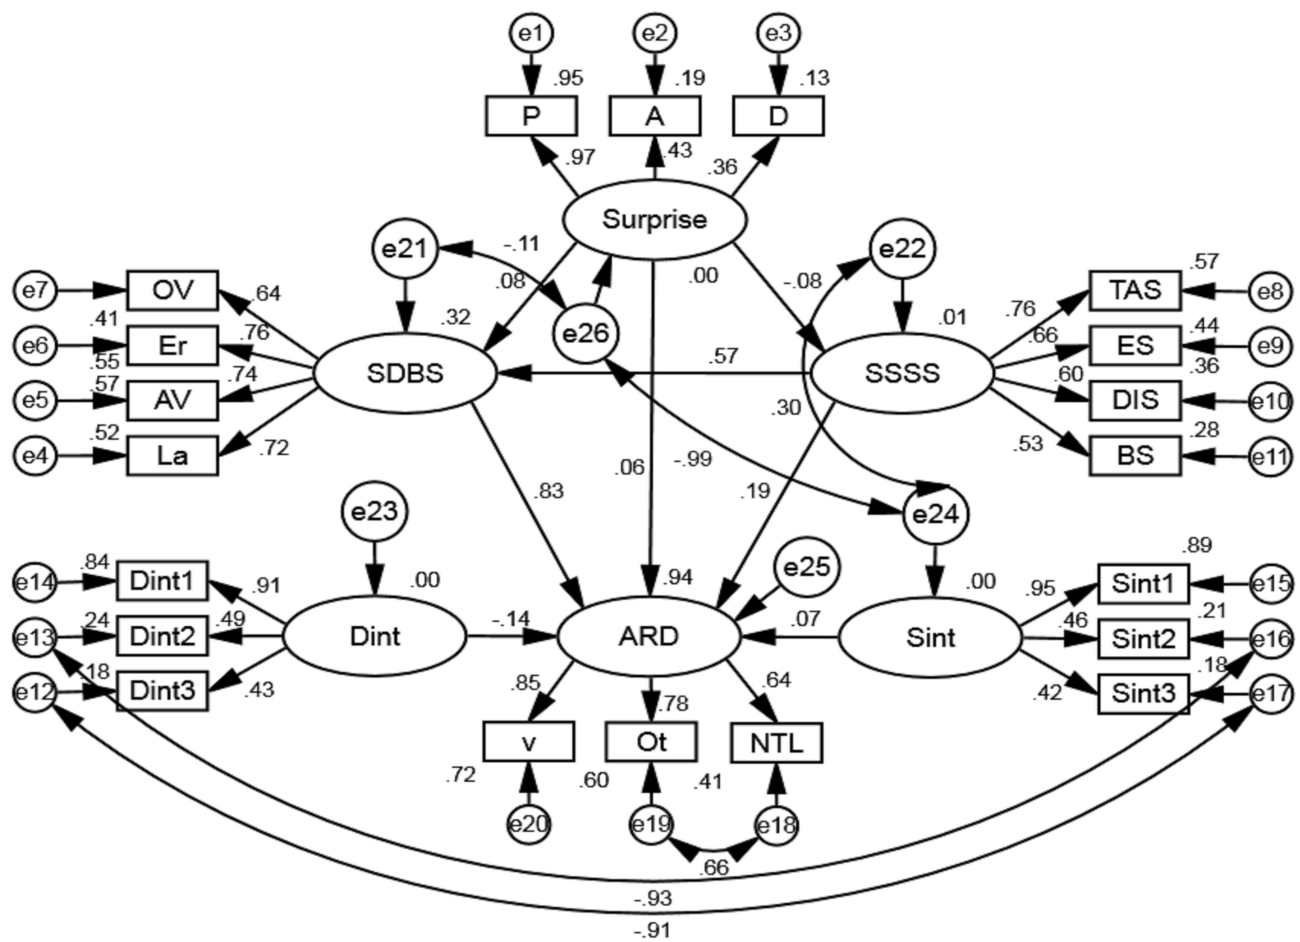 e1 e2 e3
.95 .19 .13
P A D
.97 .43 .36
Surprise
e21 -.11 e22
.08 .00 -.08
e7 OV .64 .57
TAS e8
.41 .32 e26 .01 .76
e6 Er .76 .66 ES .44 e9
.55 SDBS .57 SSSS .36
e5 .57 AV .74 .60 DIS e10
.30
e4 .52 La .72 .53 BS .28 e11
.06 -.99
.83 .19
e23 e24
.84 .89
e14 Dint1 .91 .00 .94 e25 .00 .95 Sint1 e15
e13 .24 Dint2 .49 Dint -.14 ARD .07 Sint .46 Sint2 .21 e16
e12 .18 Dint3 .43 .42 Sint3 .18 e17
.85 .78 .64
v Ot NTL
.72 .60 .41
e20 e19 e18
.66
-.93
-.91